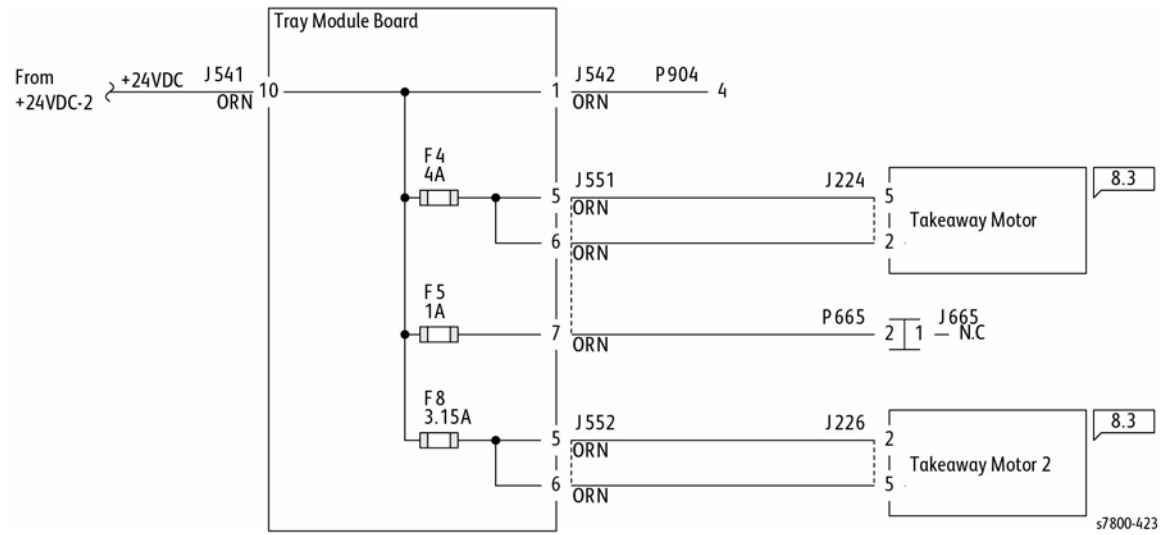 Tray Module Board
From
+24VDC-2
+24VDC
J541
ORN
10
1
J542
ORN
P904
4
F4
4A
5
J551
ORN
J224
5
Takeaway Motor
8.3
6
ORN
2
F5
1A
7
ORN
P665
2
1
J665
N.C
F8
3.15A
5
J552
ORN
J226
2
Takeaway Motor 2
8.3
6
ORN
5
s7800-423